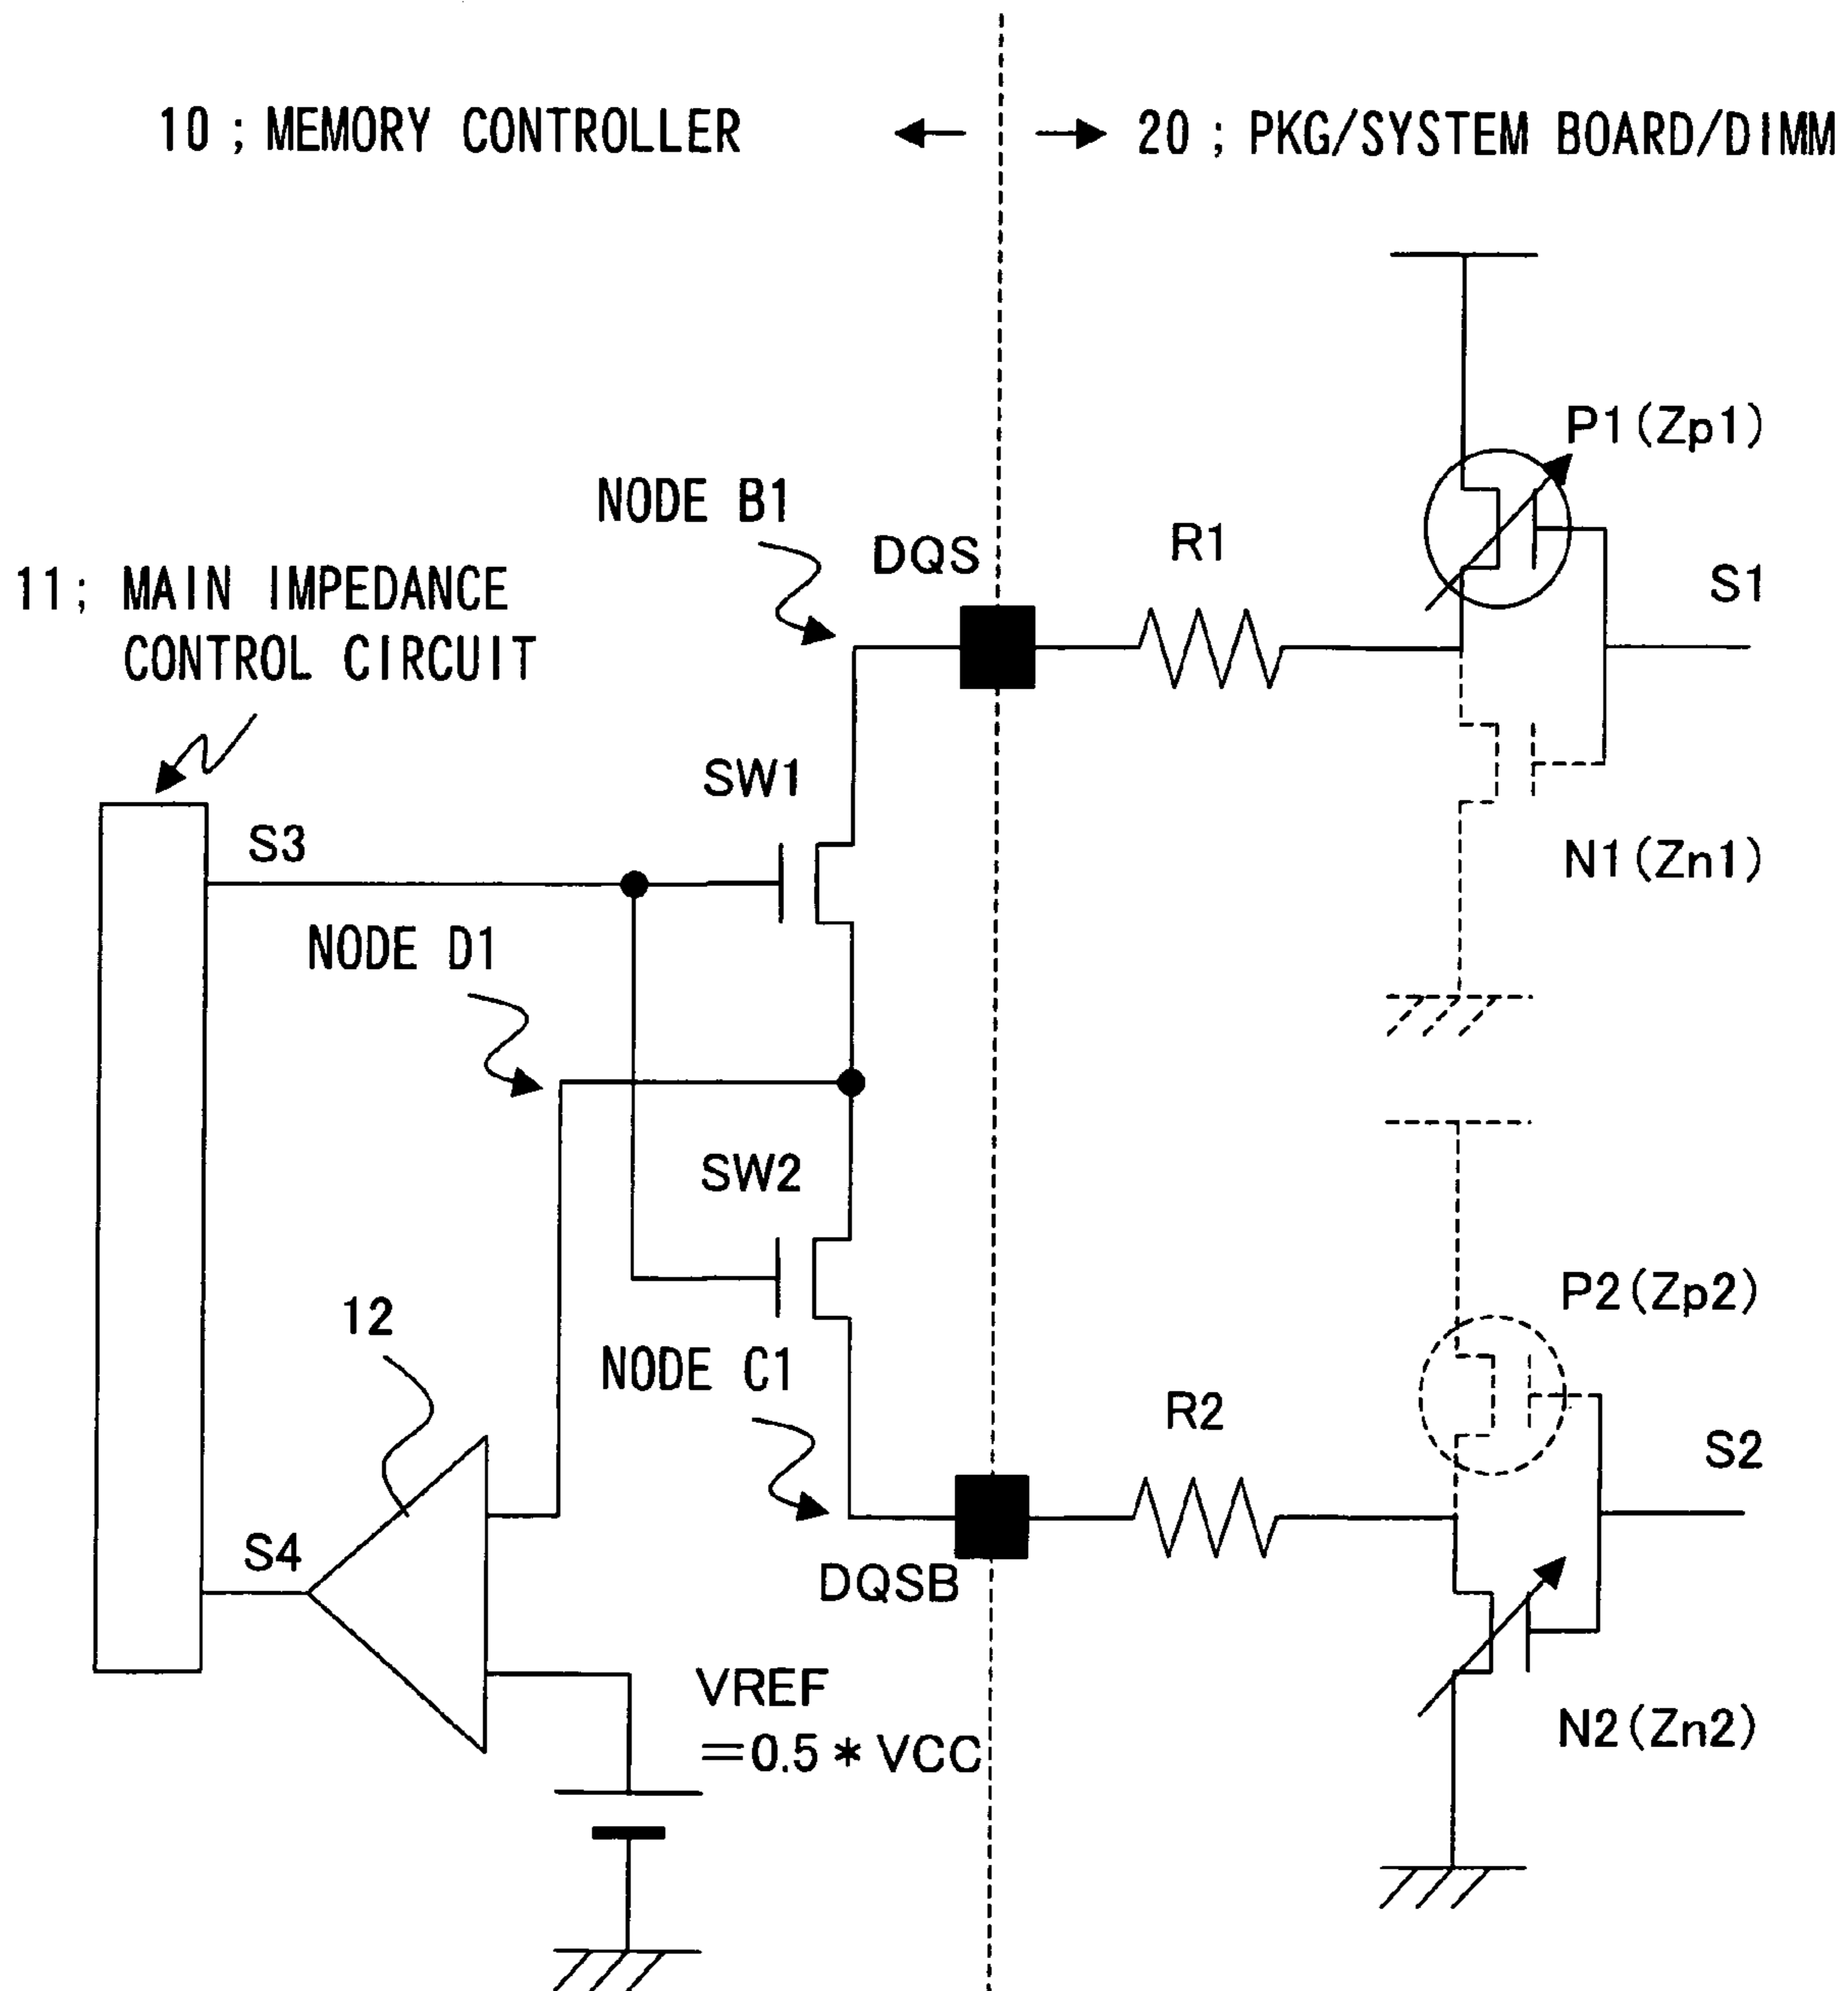 10 ; MEMORY CONTROLLER
20 ; PKG/SYSTEM BOARD/DIMM
P1(Zp1)
NODE B1
DQS
R1
S1
11; MAIN IMPEDANCE
CONTROL CIRCUIT
SW1
S3
N1(Zn1)
NODE D1
SW2
P2(Zp2)
12
NODE C1
R2
S2
S4
DQSB
VREF
=0.5*VCC
N2(Zn2)